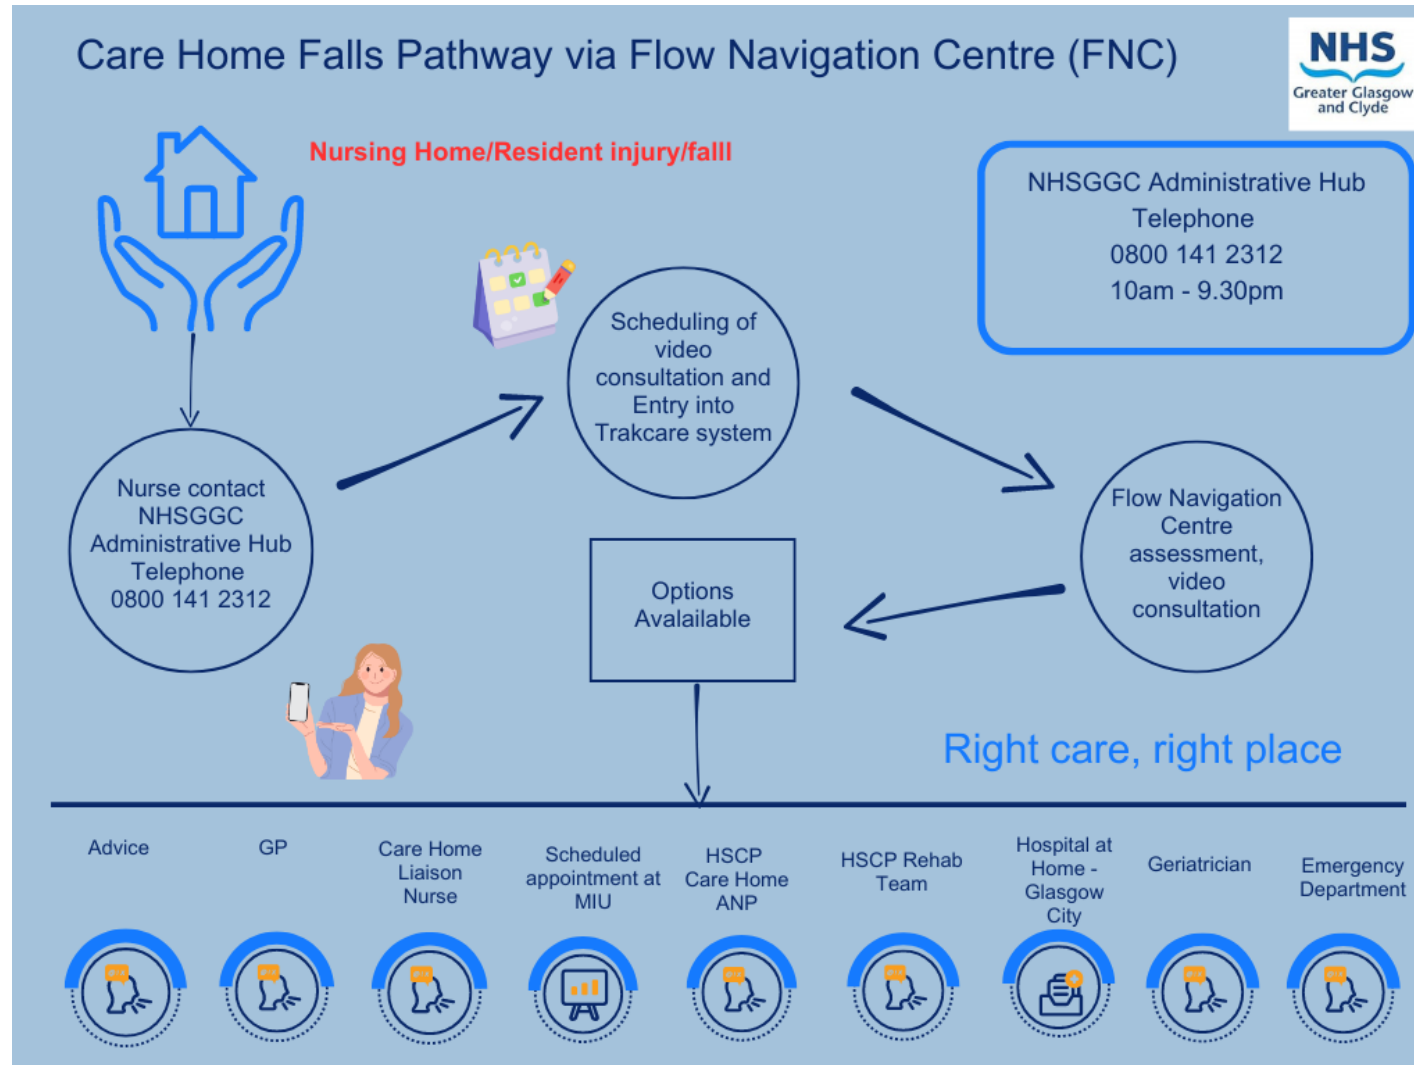 Care Home Falls Pathway via Flow Navigation Centre (FNC)
NHS
Greater Glasgow
and Clyde
Nursing Home/Resident injury/falll
NHSGGC Administrative Hub
Telephone
0800 141 2312
10am - 9.30pm
Scheduling of
video
consultation and
Entry into
Trakcare system
Nurse contact
NHSGGC
Administrative Hub
Telephone
0800 141 2312
Flow Navigation
Centre
assessment,
video
consultation
Options
Avalailable
Right care, right place
Advice
GP
Care Home
Liaison
Nurse
Scheduled
appointment at
MIU
HSCP
Care Home
ANP
HSCP Rehab
Team
Hospital at
Home -
Glasgow
City
Geriatrician
Emergency
Department